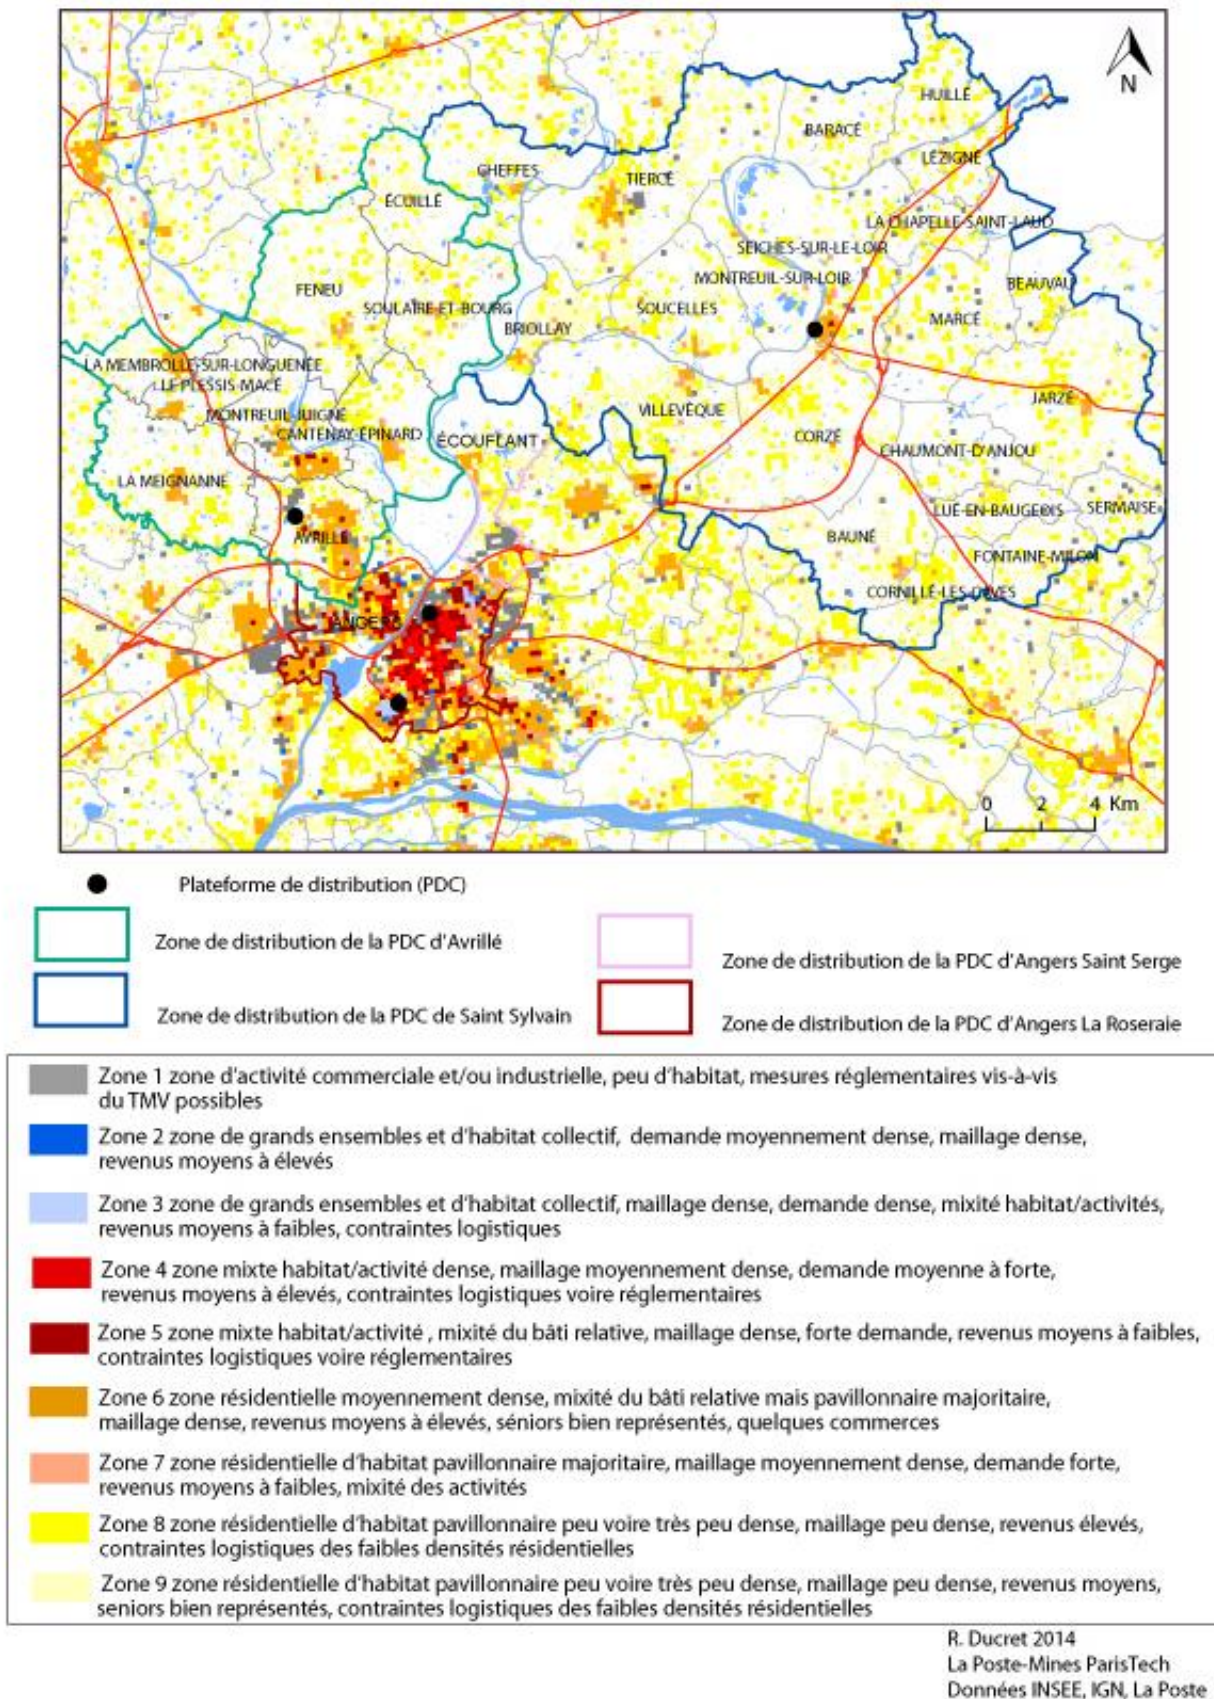 N
HUILLÉ
BARACÉ
LÉZIGNÉ
CHEFFES
TIERCÉ
ÉCUILLÉ
LA CHAPELLE-SAINT-LAUD
SEICHES-SUR-LE-LOIR
MONTREUIL-SUR-LOIR
BEAUVAU
FENEU
SOULAIRE-ET-BOURG
SOUCELLES
MARCÉ
BRIOLLAY
LA MEMBROLLE-SUR-LONGUENÉE
LE PLESSIS-MACÉ
JARZÉ
MONTREUIL-JUIGNÉ
VILLEVÊQUE
CANTENAY-ÉPINARD
ÉCOUFLANT
CORZÉ
CHAUMONT-D'ANJOU
LA MEIGNANNE
LUÉ-EN-BAUGEOIS
SERMAISE
AVRILLÉ
BAUNÉ
FONTAINE-MILON
CORNILLÉ-LES-CAVES
ANGERS
0 2 4 Km
Plateforme de distribution (PDC)
Zone de distribution de la PDC d'Avrillé
Zone de distribution de la PDC d'Angers Saint Serge
Zone de distribution de la PDC de Saint Sylvain
Zone de distribution de la PDC d'Angers La Roseraie
Zone 1 zone d'activité commerciale et/ou industrielle, peu d'habitat, mesures réglementaires vis-à-vis
du TMV possibles
Zone 2 zone de grands ensembles et d'habitat collectif, demande moyennement dense, maillage dense,
revenus moyens à élevés
Zone 3 zone de grands ensembles et d'habitat collectif, maillage dense, demande dense, mixité habitat/activités,
revenus moyens à faibles, contraintes logistiques
Zone 4 zone mixte habitat/activité dense, maillage moyennement dense, demande moyenne à forte,
revenus moyens à élevés, contraintes logistiques voire réglementaires
Zone 5 zone mixte habitat/activité , mixité du bâti relative, maillage dense, forte demande, revenus moyens à faibles,
contraintes logistiques voire réglementaires
Zone 6 zone résidentielle moyennement dense, mixité du bâti relative mais pavillonnaire majoritaire,
maillage dense, revenus moyens à élevés, séniors bien représentés, quelques commerces
Zone 7 zone résidentielle d'habitat pavillonnaire majoritaire, maillage moyennement dense, demande forte,
revenus moyens à faibles, mixité des activités
Zone 8 zone résidentielle d'habitat pavillonnaire peu voire très peu dense, maillage peu dense, revenus élevés,
contraintes logistiques des faibles densités résidentielles
Zone 9 zone résidentielle d'habitat pavillonnaire peu voire très peu dense, maillage peu dense, revenus moyens,
seniors bien représentés, contraintes logistiques des faibles densités résidentielles
R. Ducret 2014
La Poste-Mines ParisTech
Données INSEE, IGN, La Poste